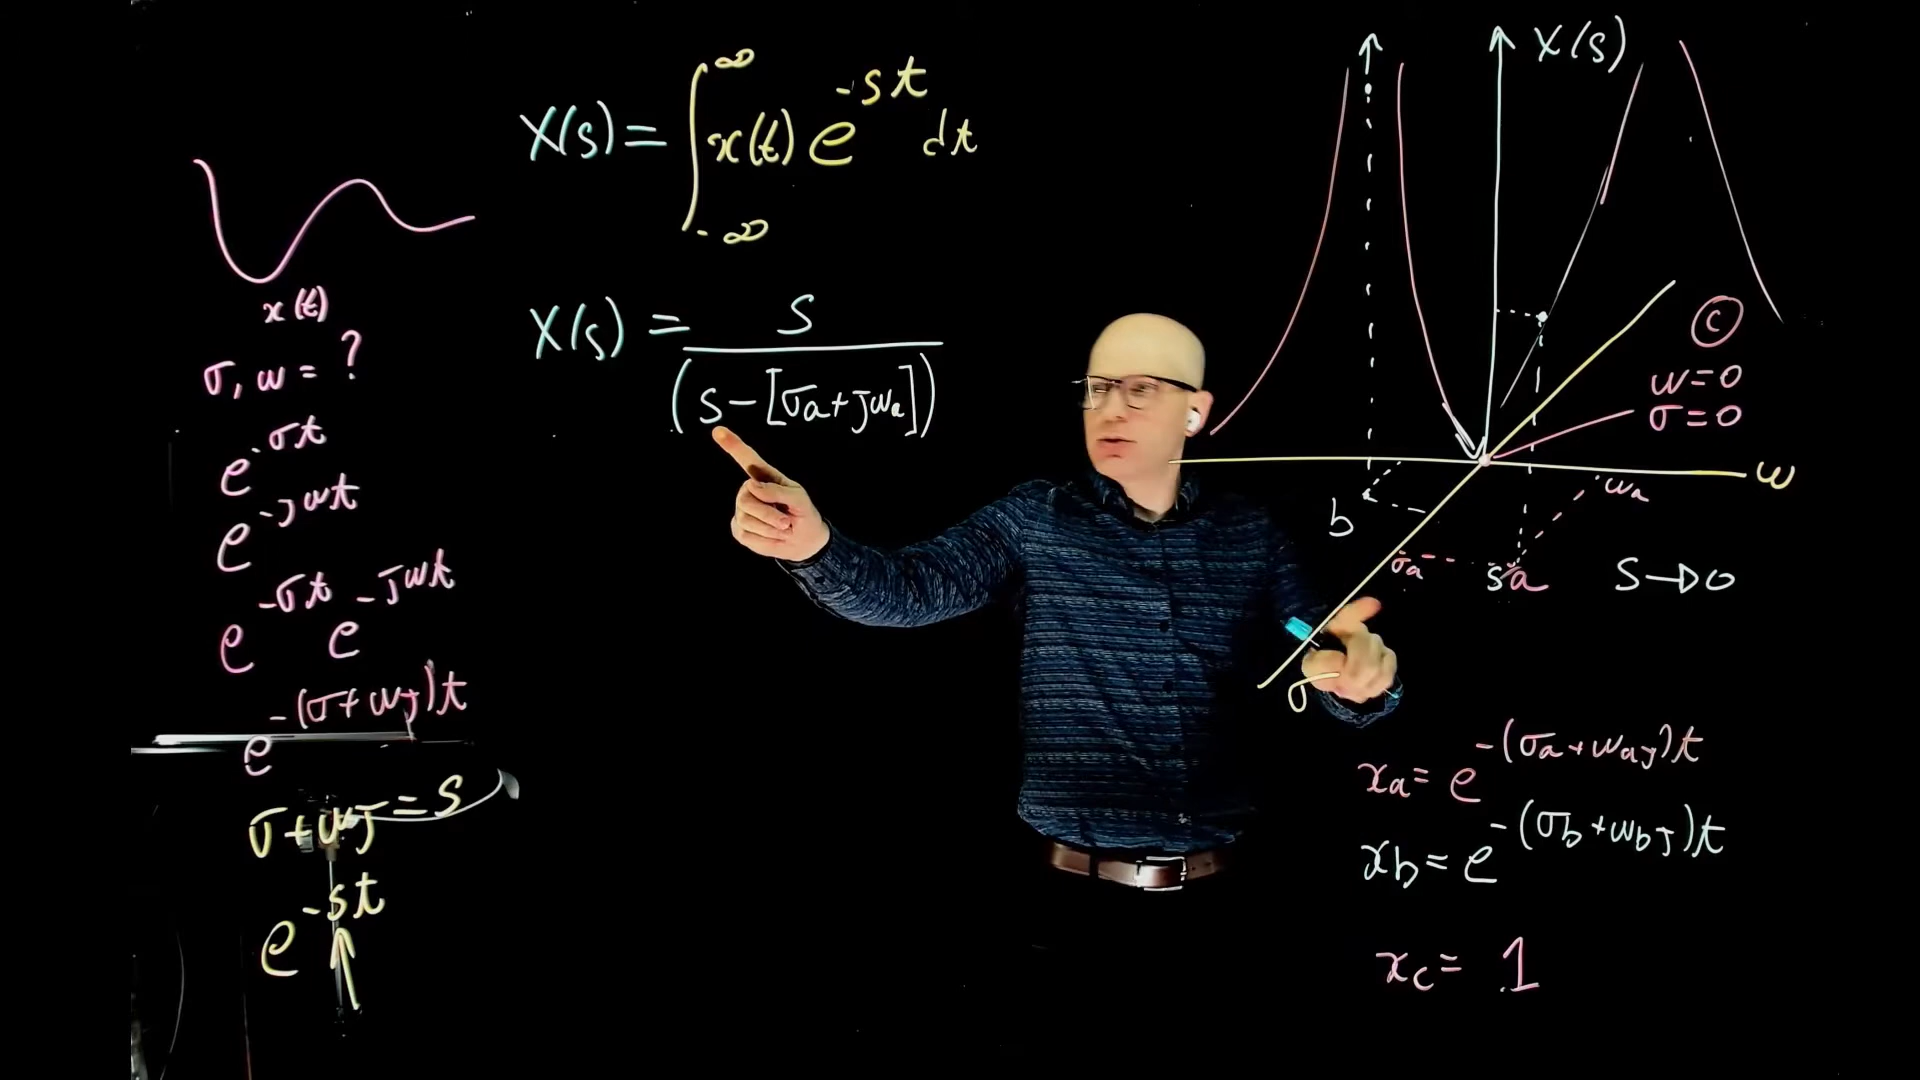 X(s) = ∫_{-∞}^{∞} x(t) e^{-st} dt
X(s) = s / (s - [σa + jωa])
x(t)
σ, ω = ?
e^{-σt}
e^{-jωt}
e^{-σt} e^{-jωt}
e^{-(σ+ωj)t}
σ+ωj = s
e^{-st}
X(s)
c
ω=0
σ=0
ω
ωa
b
σa
sa
S→0
σ
xa = e^{-(σa+ωaj)t}
xb = e^{-(σb+ωbj)t}
xc = 1